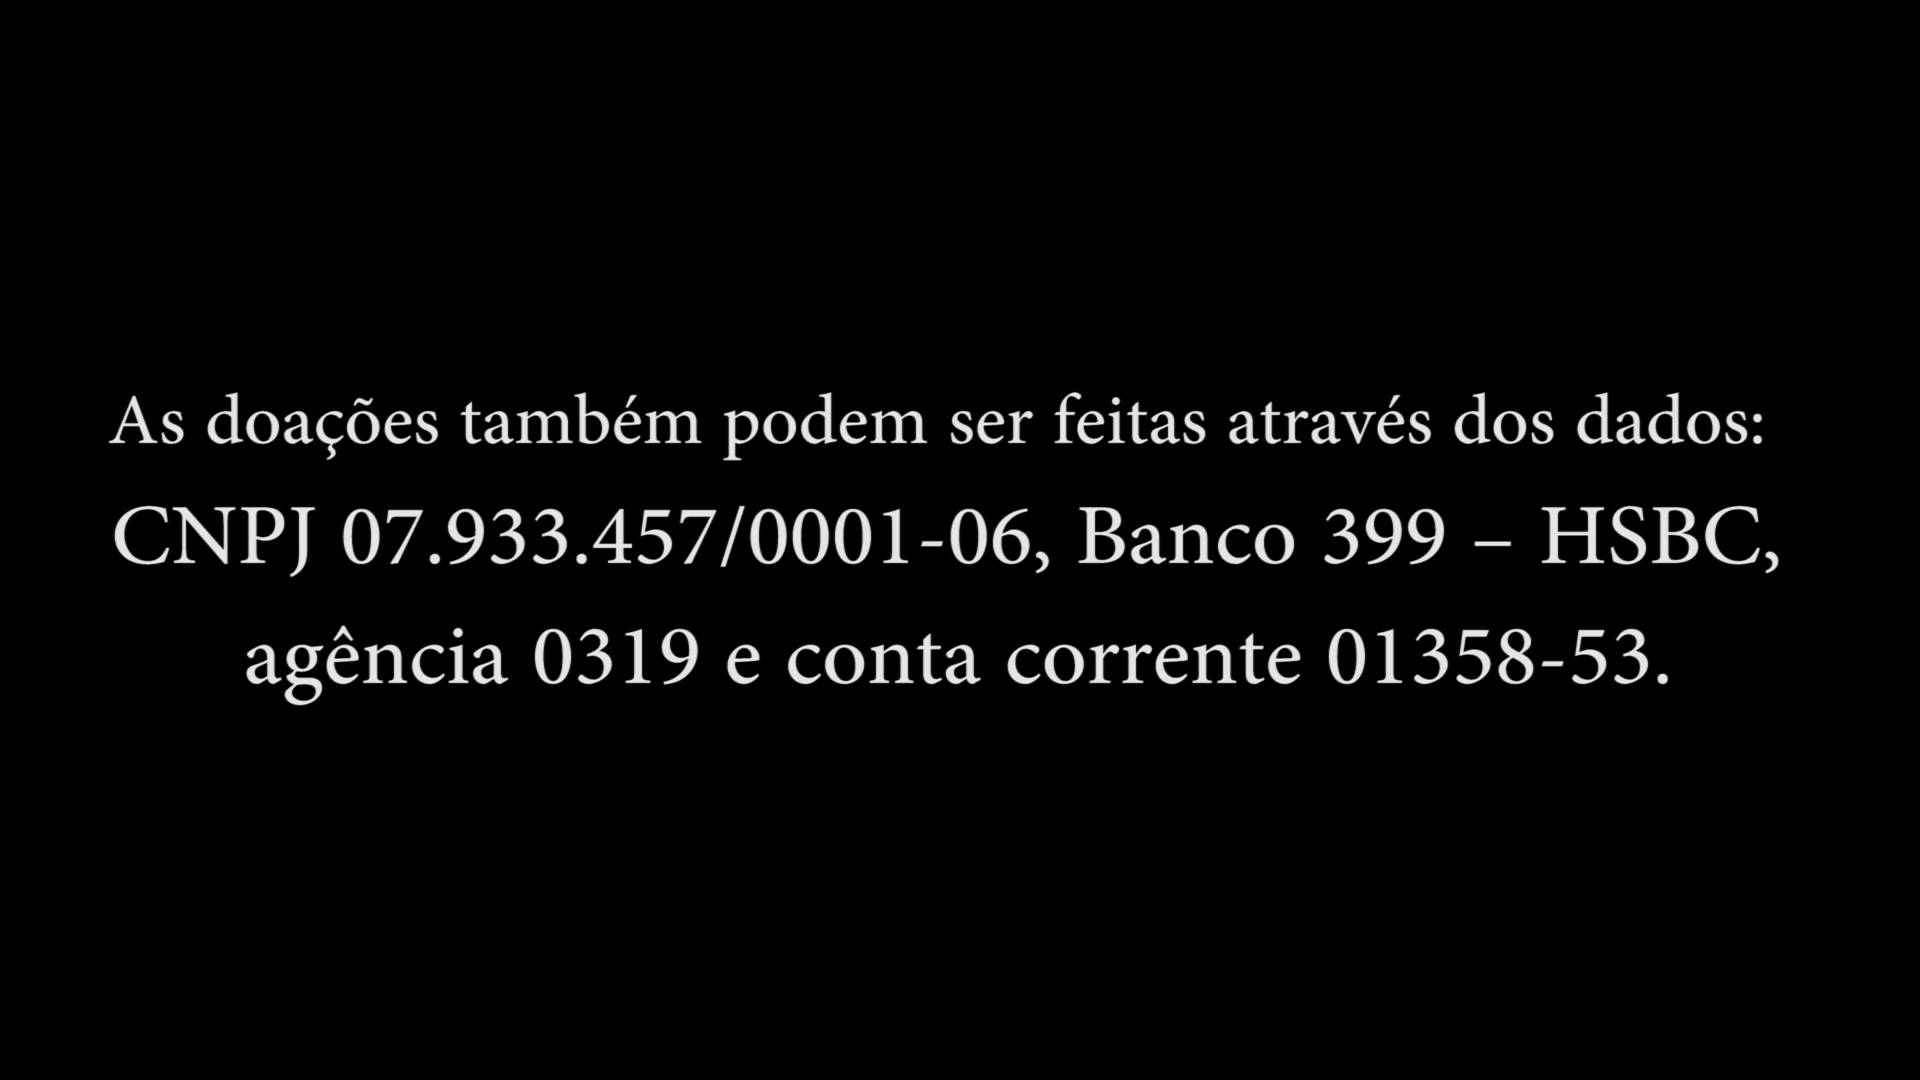 As doações também podem ser feitas através dos dados:
CNPJ 07.933.457/0001-06, Banco 399 – HSBC,
agência 0319 e conta corrente 01358-53.